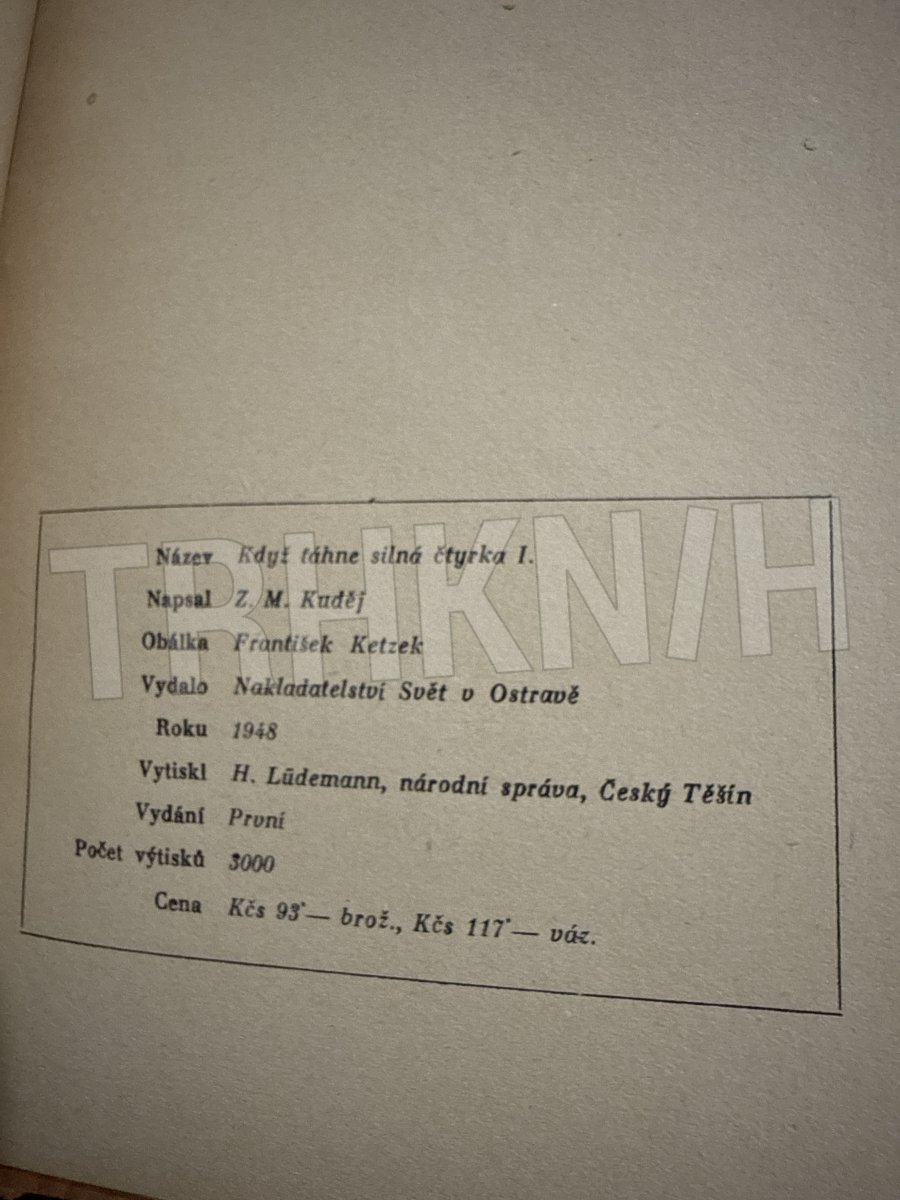 Název Když táhne silná čtyrka I.
Napsal Z. M. Kuděj
Obálka František Ketzek
Vydalo Nakladatelství Svět v Ostravě
Roku 1948
Vytiskl H. Lüdemann, národní správa, Český Těšín
Vydání První
Počet výtisků 3000
Cena Kčs 93·— brož., Kčs 117·— váz.
TRHKN/H